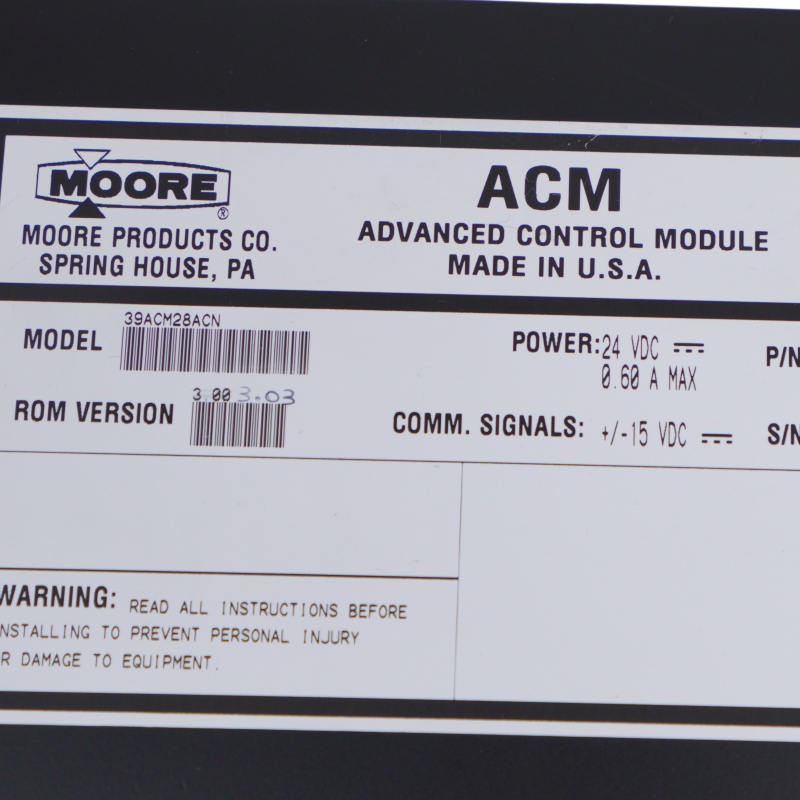 MOORE ®
MOORE PRODUCTS CO.
SPRING HOUSE, PA
ACM
ADVANCED CONTROL MODULE
MADE IN U.S.A.
MODEL 39ACM28ACN
ROM VERSION 3.00 3.03
POWER: 24 VDC
0.60 A MAX
COMM. SIGNALS: +/-15 VDC
P/N
S/N
WARNING: READ ALL INSTRUCTIONS BEFORE
NSTALLING TO PREVENT PERSONAL INJURY
R DAMAGE TO EQUIPMENT.